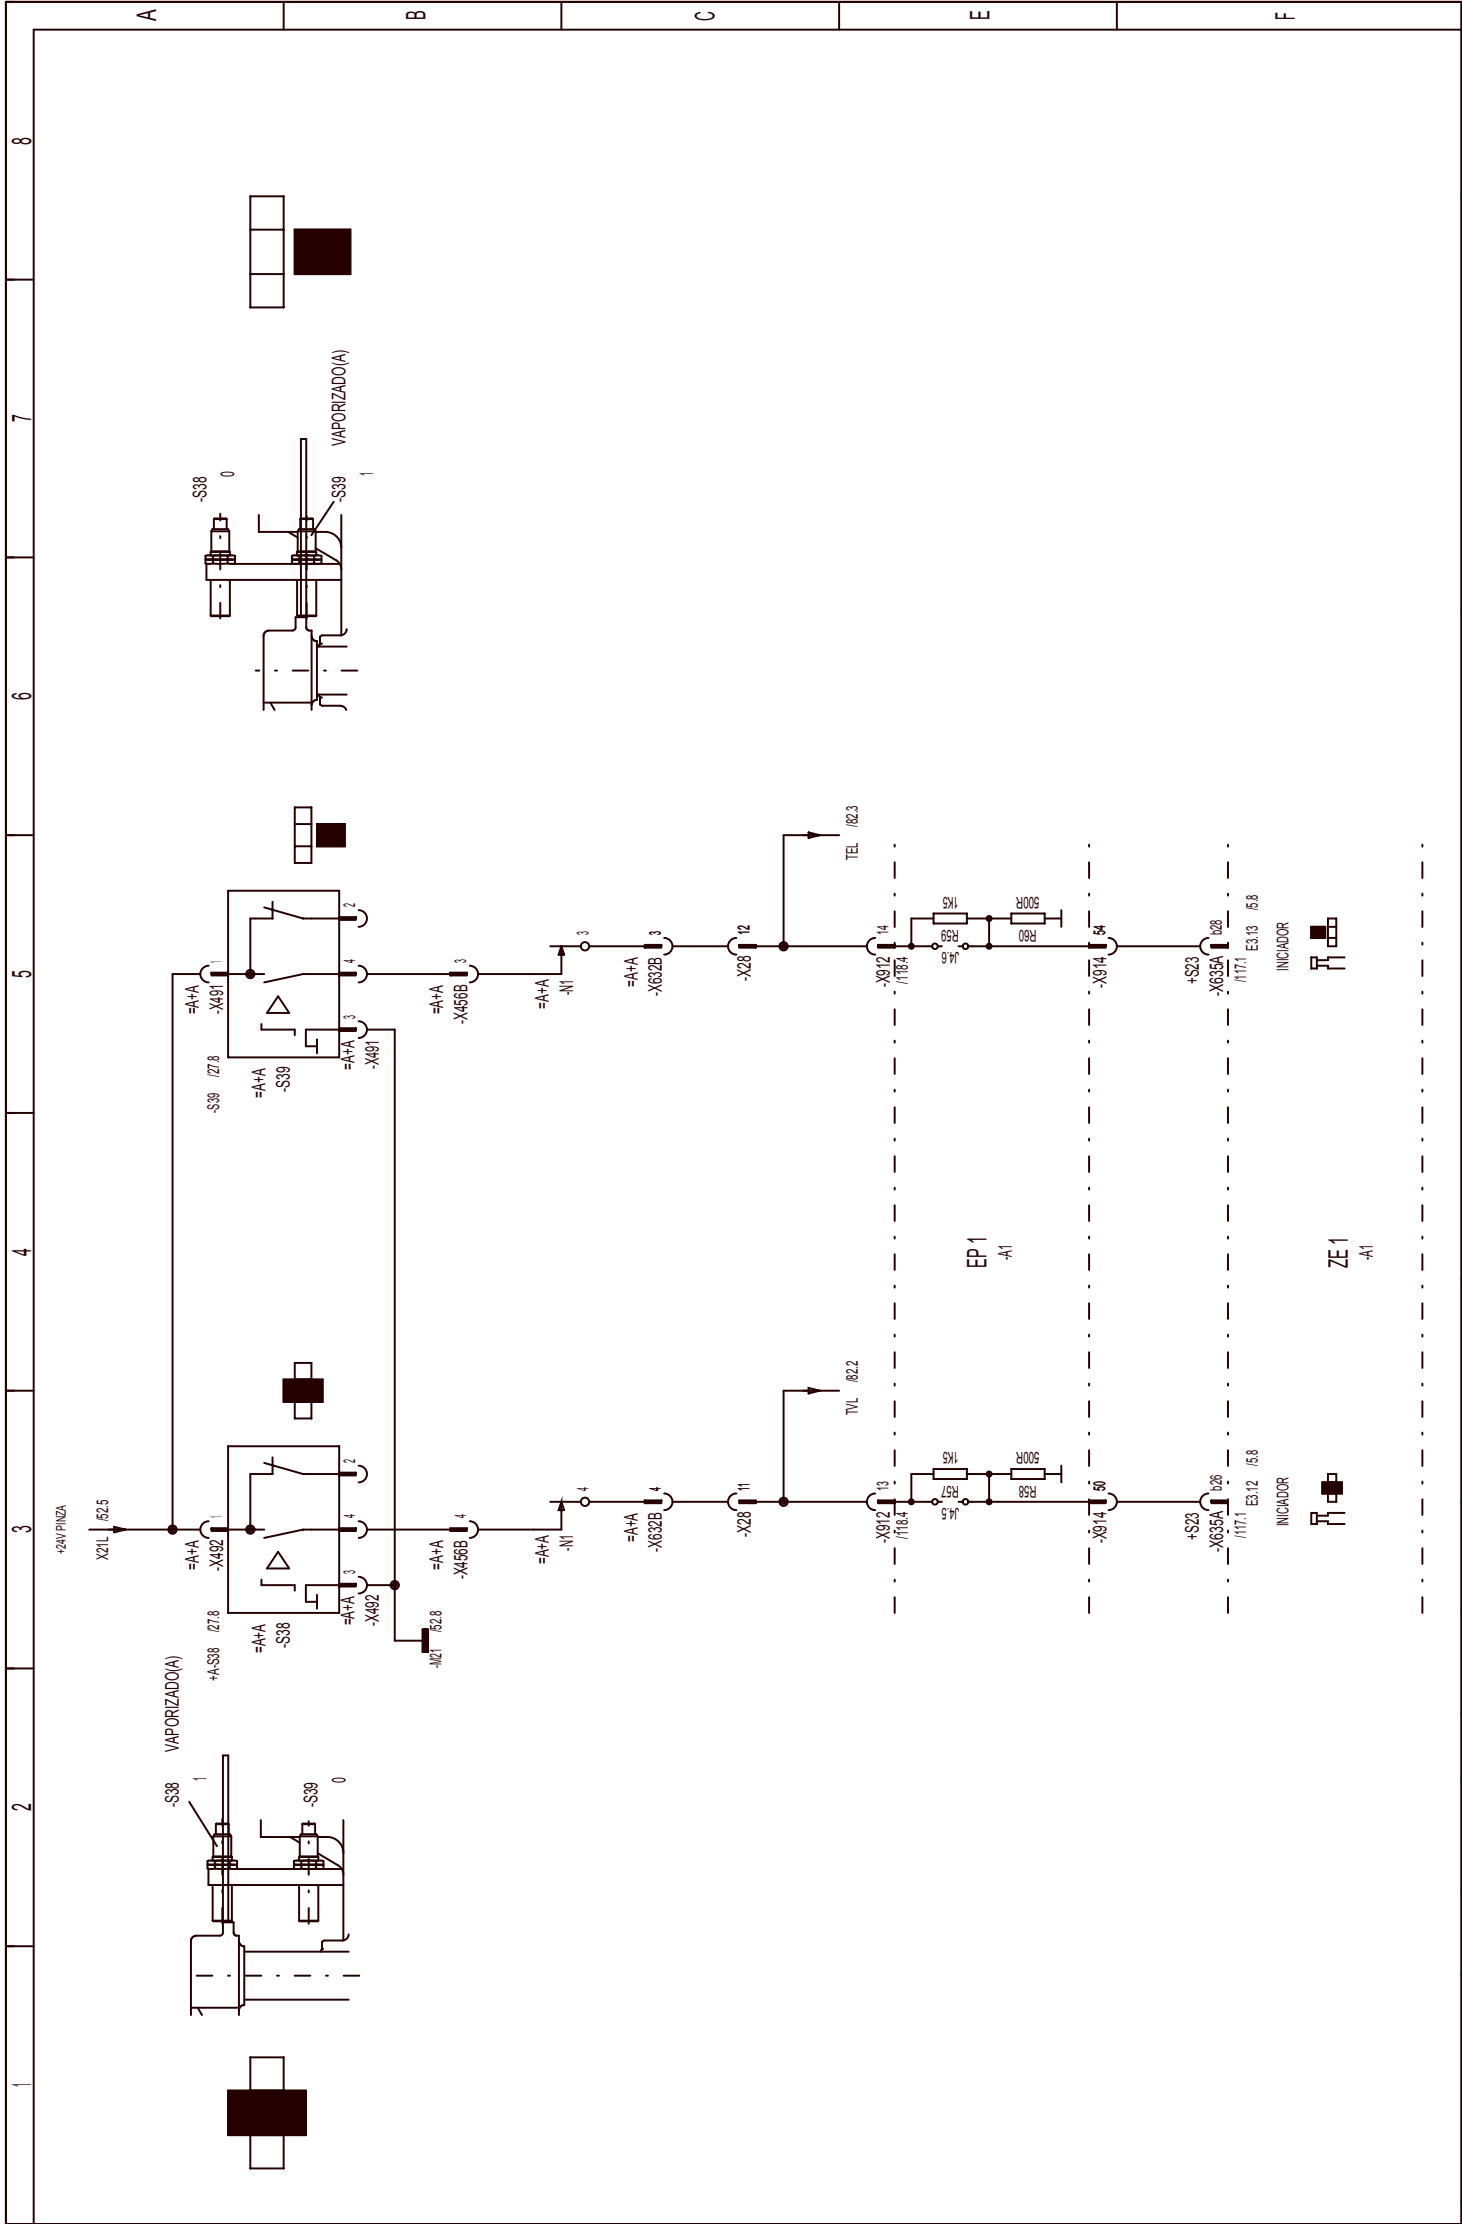 1
2
3
4
5
6
7
8
A
B
C
E
F
+24V PINZA
X21L /52.5
VAPORIZADO(A)
-S38
1
-S39
0
=A+A
-X492
1
+A-S38 /27.8
=A+A
-S38
=A+A
-X492
3
4
2
-M21 /52.8
=A+A
-X456B
4
=A+A
-N1
4
=A+A
-X632B
4
-X28
11
TVL /82.2
-X912
/118.4
13
J4.5
R57
1K5
R58
500R
-X914
50
+S23
-X635A
/117.1
b26
E3.12 /5.8
INICIADOR
=A+A
-X491
1
-S39 /27.8
=A+A
-S39
=A+A
-X491
3
4
2
=A+A
-X456B
3
=A+A
-N1
3
=A+A
-X632B
3
-X28
12
TEL /82.3
-X912
/118.4
14
J4.6
R59
1K5
R60
500R
-X914
54
+S23
-X635A
/117.1
b28
E3.13 /5.8
INICIADOR
EP 1
-A1
ZE 1
-A1
-S38
0
-S39
1
VAPORIZADO(A)